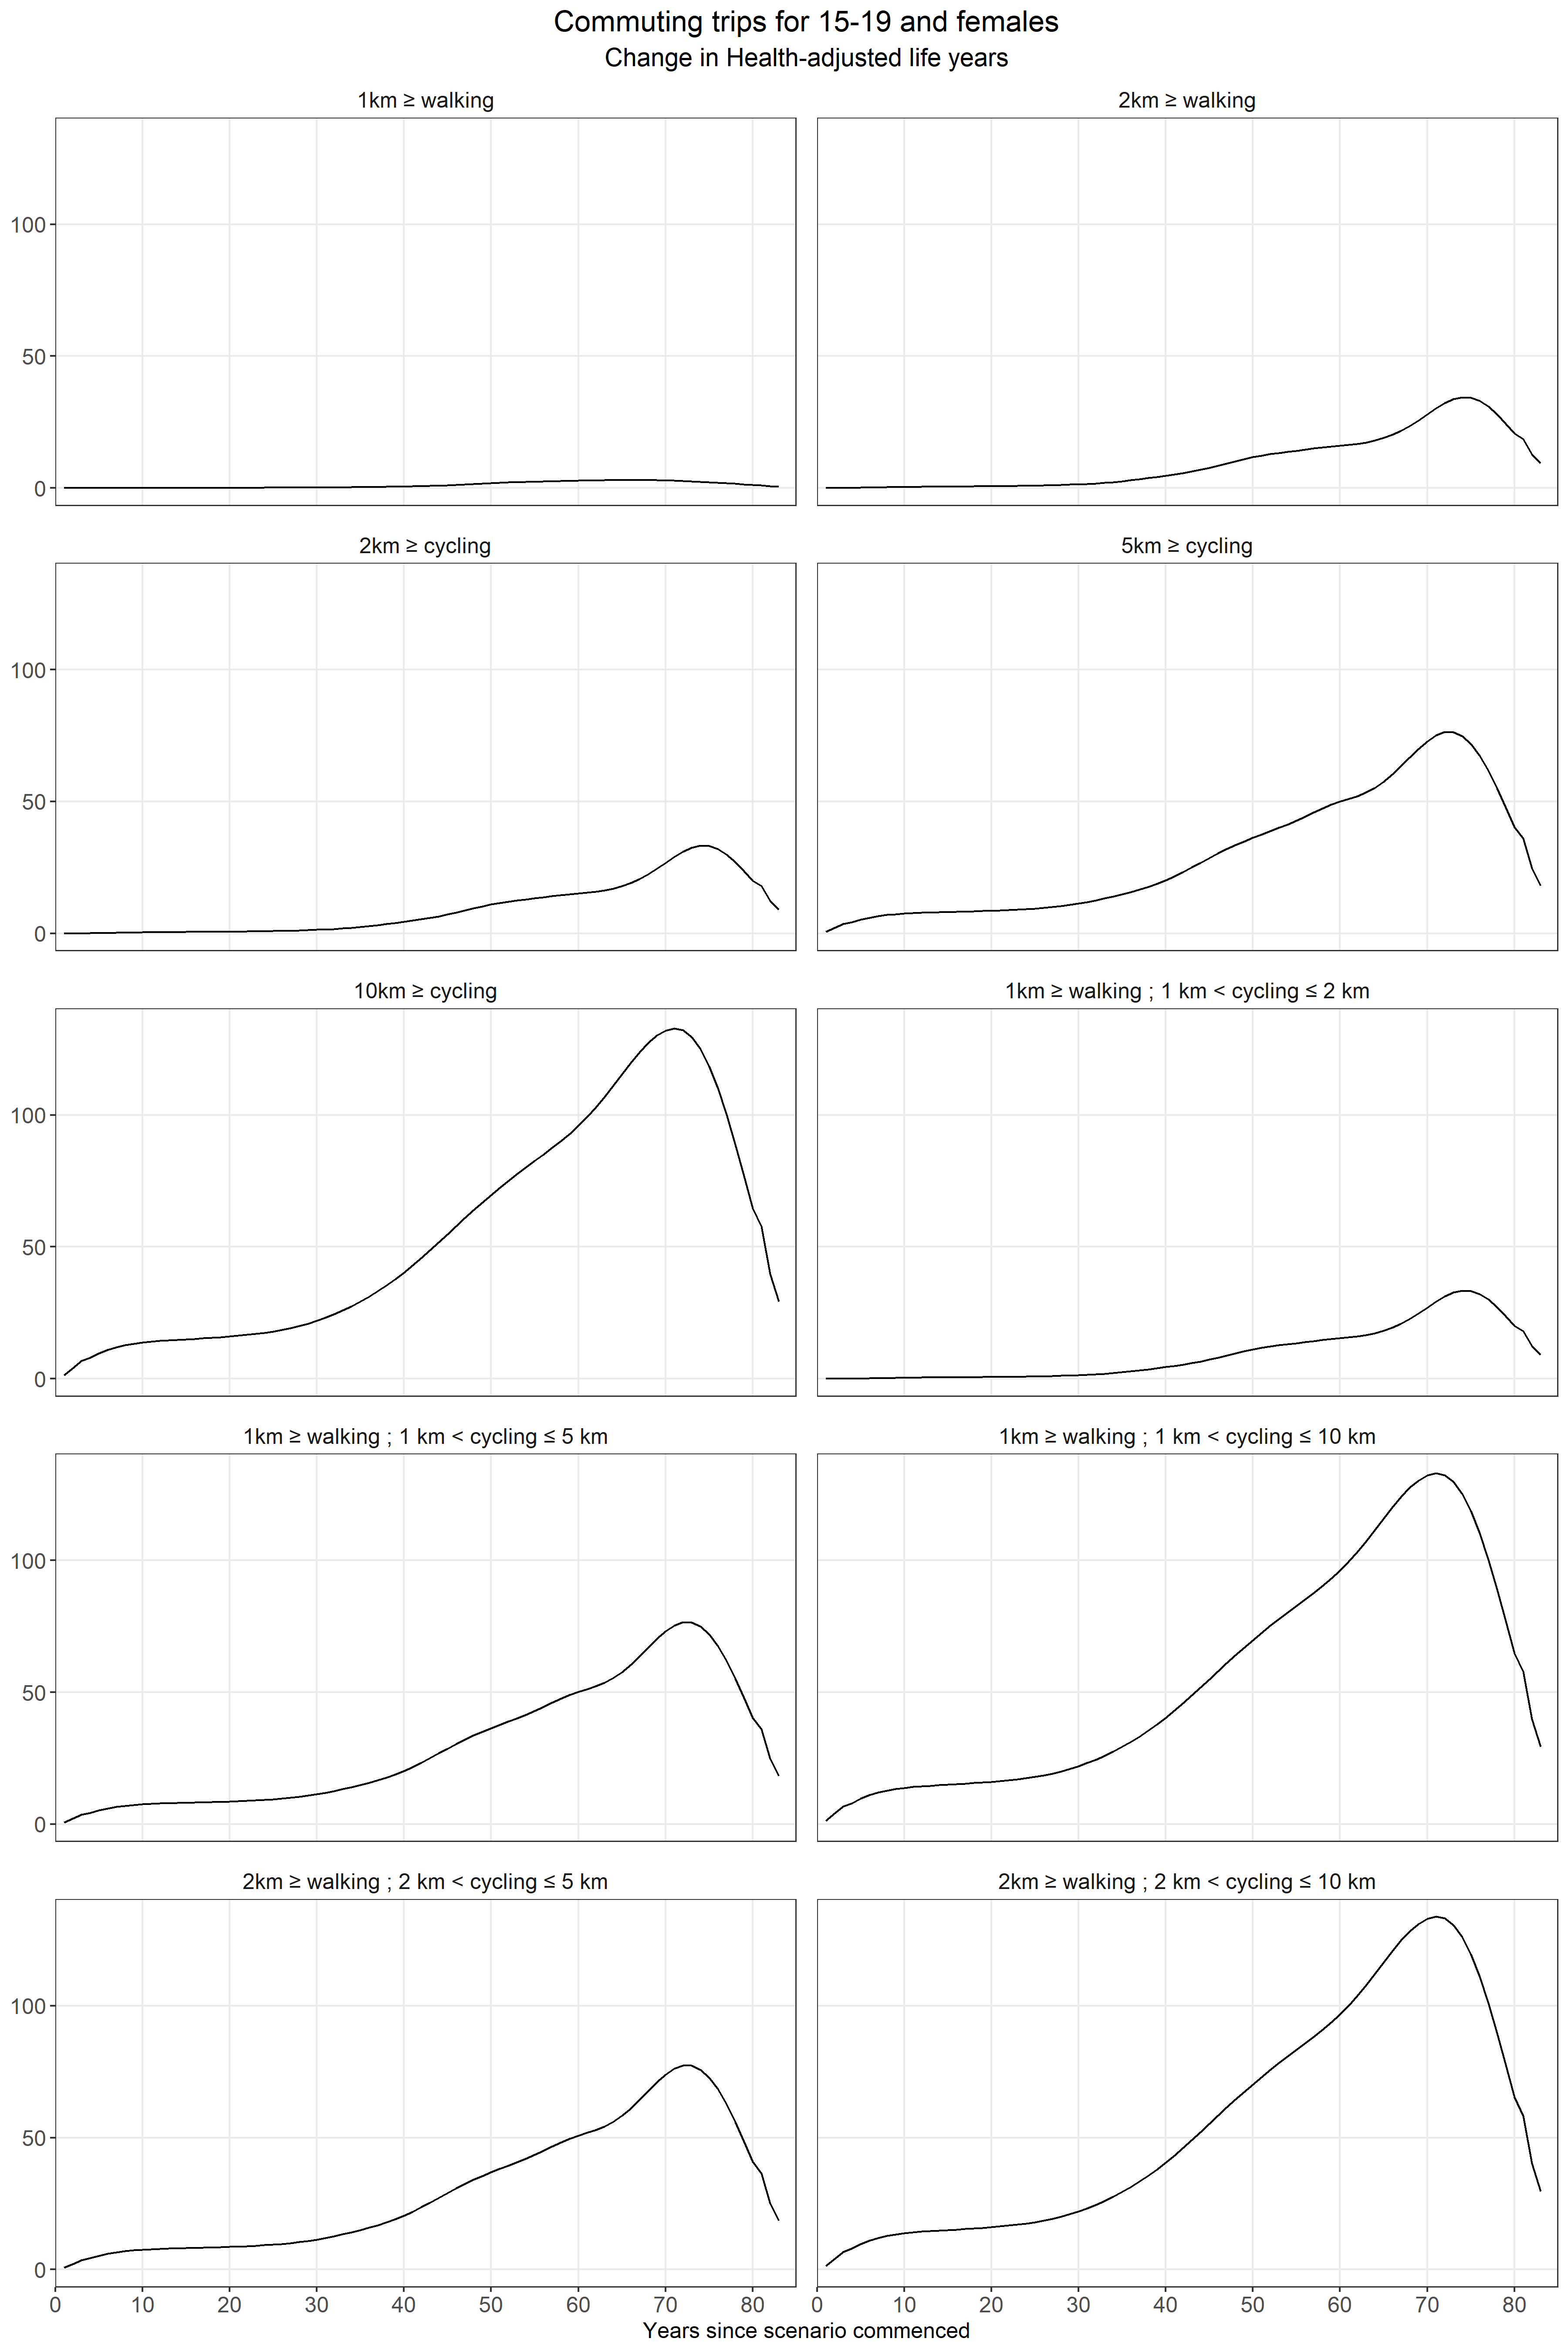 Commuting trips for 15-19 and females
Change in Health-adjusted life years
1km ≥ walking
2km ≥ walking
100
50
0
2km ≥ cycling
5km ≥ cycling
100
50
0
10km ≥ cycling
1km ≥ walking ; 1 km < cycling ≤ 2 km
100
50
0
1km ≥ walking ; 1 km < cycling ≤ 5 km
1km ≥ walking ; 1 km < cycling ≤ 10 km
100
50
0
2km ≥ walking ; 2 km < cycling ≤ 5 km
2km ≥ walking ; 2 km < cycling ≤ 10 km
100
50
0
0 10 20 30 40 50 60 70 80
0 10 20 30 40 50 60 70 80
Years since scenario commenced